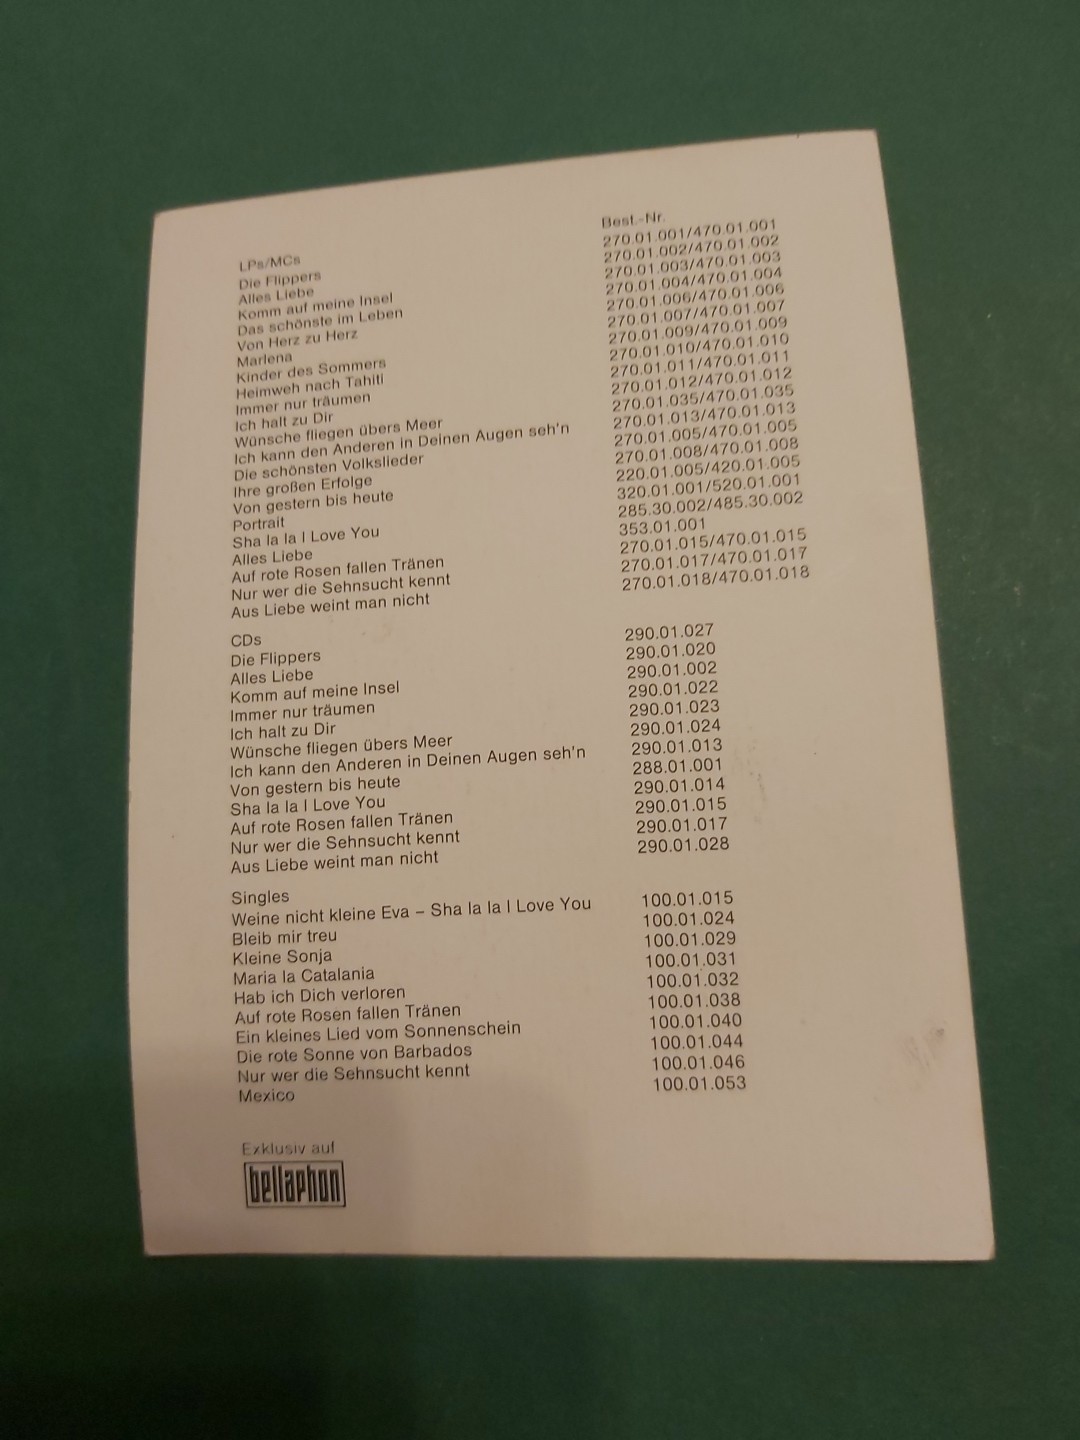 LPs/MCs Best.-Nr.
Die Flippers 270.01.001/470.01.001
Alles Liebe 270.01.002/470.01.002
Komm auf meine Insel 270.01.003/470.01.003
Das schönste im Leben 270.01.004/470.01.004
Von Herz zu Herz 270.01.006/470.01.006
Marlena 270.01.007/470.01.007
Kinder des Sommers 270.01.009/470.01.009
Heimweh nach Tahiti 270.01.010/470.01.010
Immer nur träumen 270.01.011/470.01.011
Ich halt zu Dir 270.01.012/470.01.012
Wünsche fliegen übers Meer 270.01.035/470.01.035
Ich kann den Anderen in Deinen Augen seh'n 270.01.013/470.01.013
Die schönsten Volkslieder 270.01.005/470.01.005
Ihre großen Erfolge 270.01.008/470.01.008
Von gestern bis heute 220.01.005/420.01.005
Portrait 320.01.001/520.01.001
Sha la la I Love You 285.30.002/485.30.002
Alles Liebe 353.01.001
Auf rote Rosen fallen Tränen 270.01.015/470.01.015
Nur wer die Sehnsucht kennt 270.01.017/470.01.017
Aus Liebe weint man nicht 270.01.018/470.01.018
CDs
Die Flippers 290.01.027
Alles Liebe 290.01.020
Komm auf meine Insel 290.01.002
Immer nur träumen 290.01.022
Ich halt zu Dir 290.01.023
Wünsche fliegen übers Meer 290.01.024
Ich kann den Anderen in Deinen Augen seh'n 290.01.013
Von gestern bis heute 288.01.001
Sha la la I Love You 290.01.014
Auf rote Rosen fallen Tränen 290.01.015
Nur wer die Sehnsucht kennt 290.01.017
Aus Liebe weint man nicht 290.01.028
Singles
Weine nicht kleine Eva – Sha la la I Love You 100.01.015
Bleib mir treu 100.01.024
Kleine Sonja 100.01.029
Maria la Catalania 100.01.031
Hab ich Dich verloren 100.01.032
Auf rote Rosen fallen Tränen 100.01.038
Ein kleines Lied vom Sonnenschein 100.01.040
Die rote Sonne von Barbados 100.01.044
Nur wer die Sehnsucht kennt 100.01.046
Mexico 100.01.053
Exklusiv auf
bellaphon